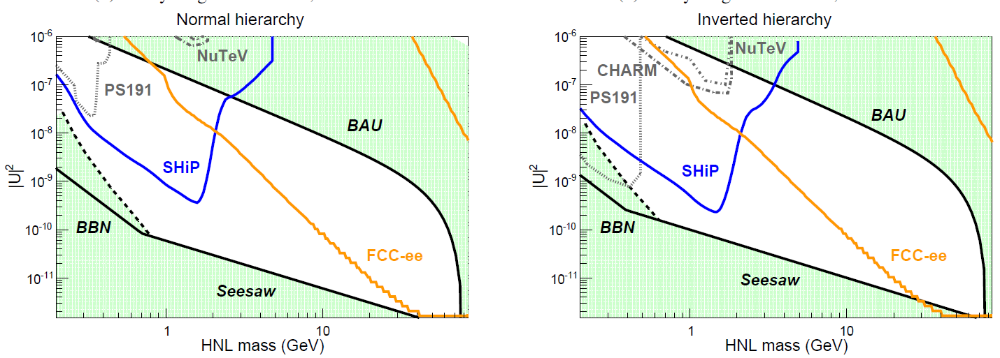 Normal hierarchy
|U|²
10⁻⁶
10⁻⁷
10⁻⁸
10⁻⁹
10⁻¹⁰
10⁻¹¹
NuTeV
PS191
BAU
SHiP
BBN
FCC-ee
Seesaw
1
10
HNL mass (GeV)
Inverted hierarchy
|U|²
10⁻⁶
10⁻⁷
10⁻⁸
10⁻⁹
10⁻¹⁰
10⁻¹¹
NuTeV
CHARM
PS191
BAU
SHiP
BBN
FCC-ee
Seesaw
1
10
HNL mass (GeV)